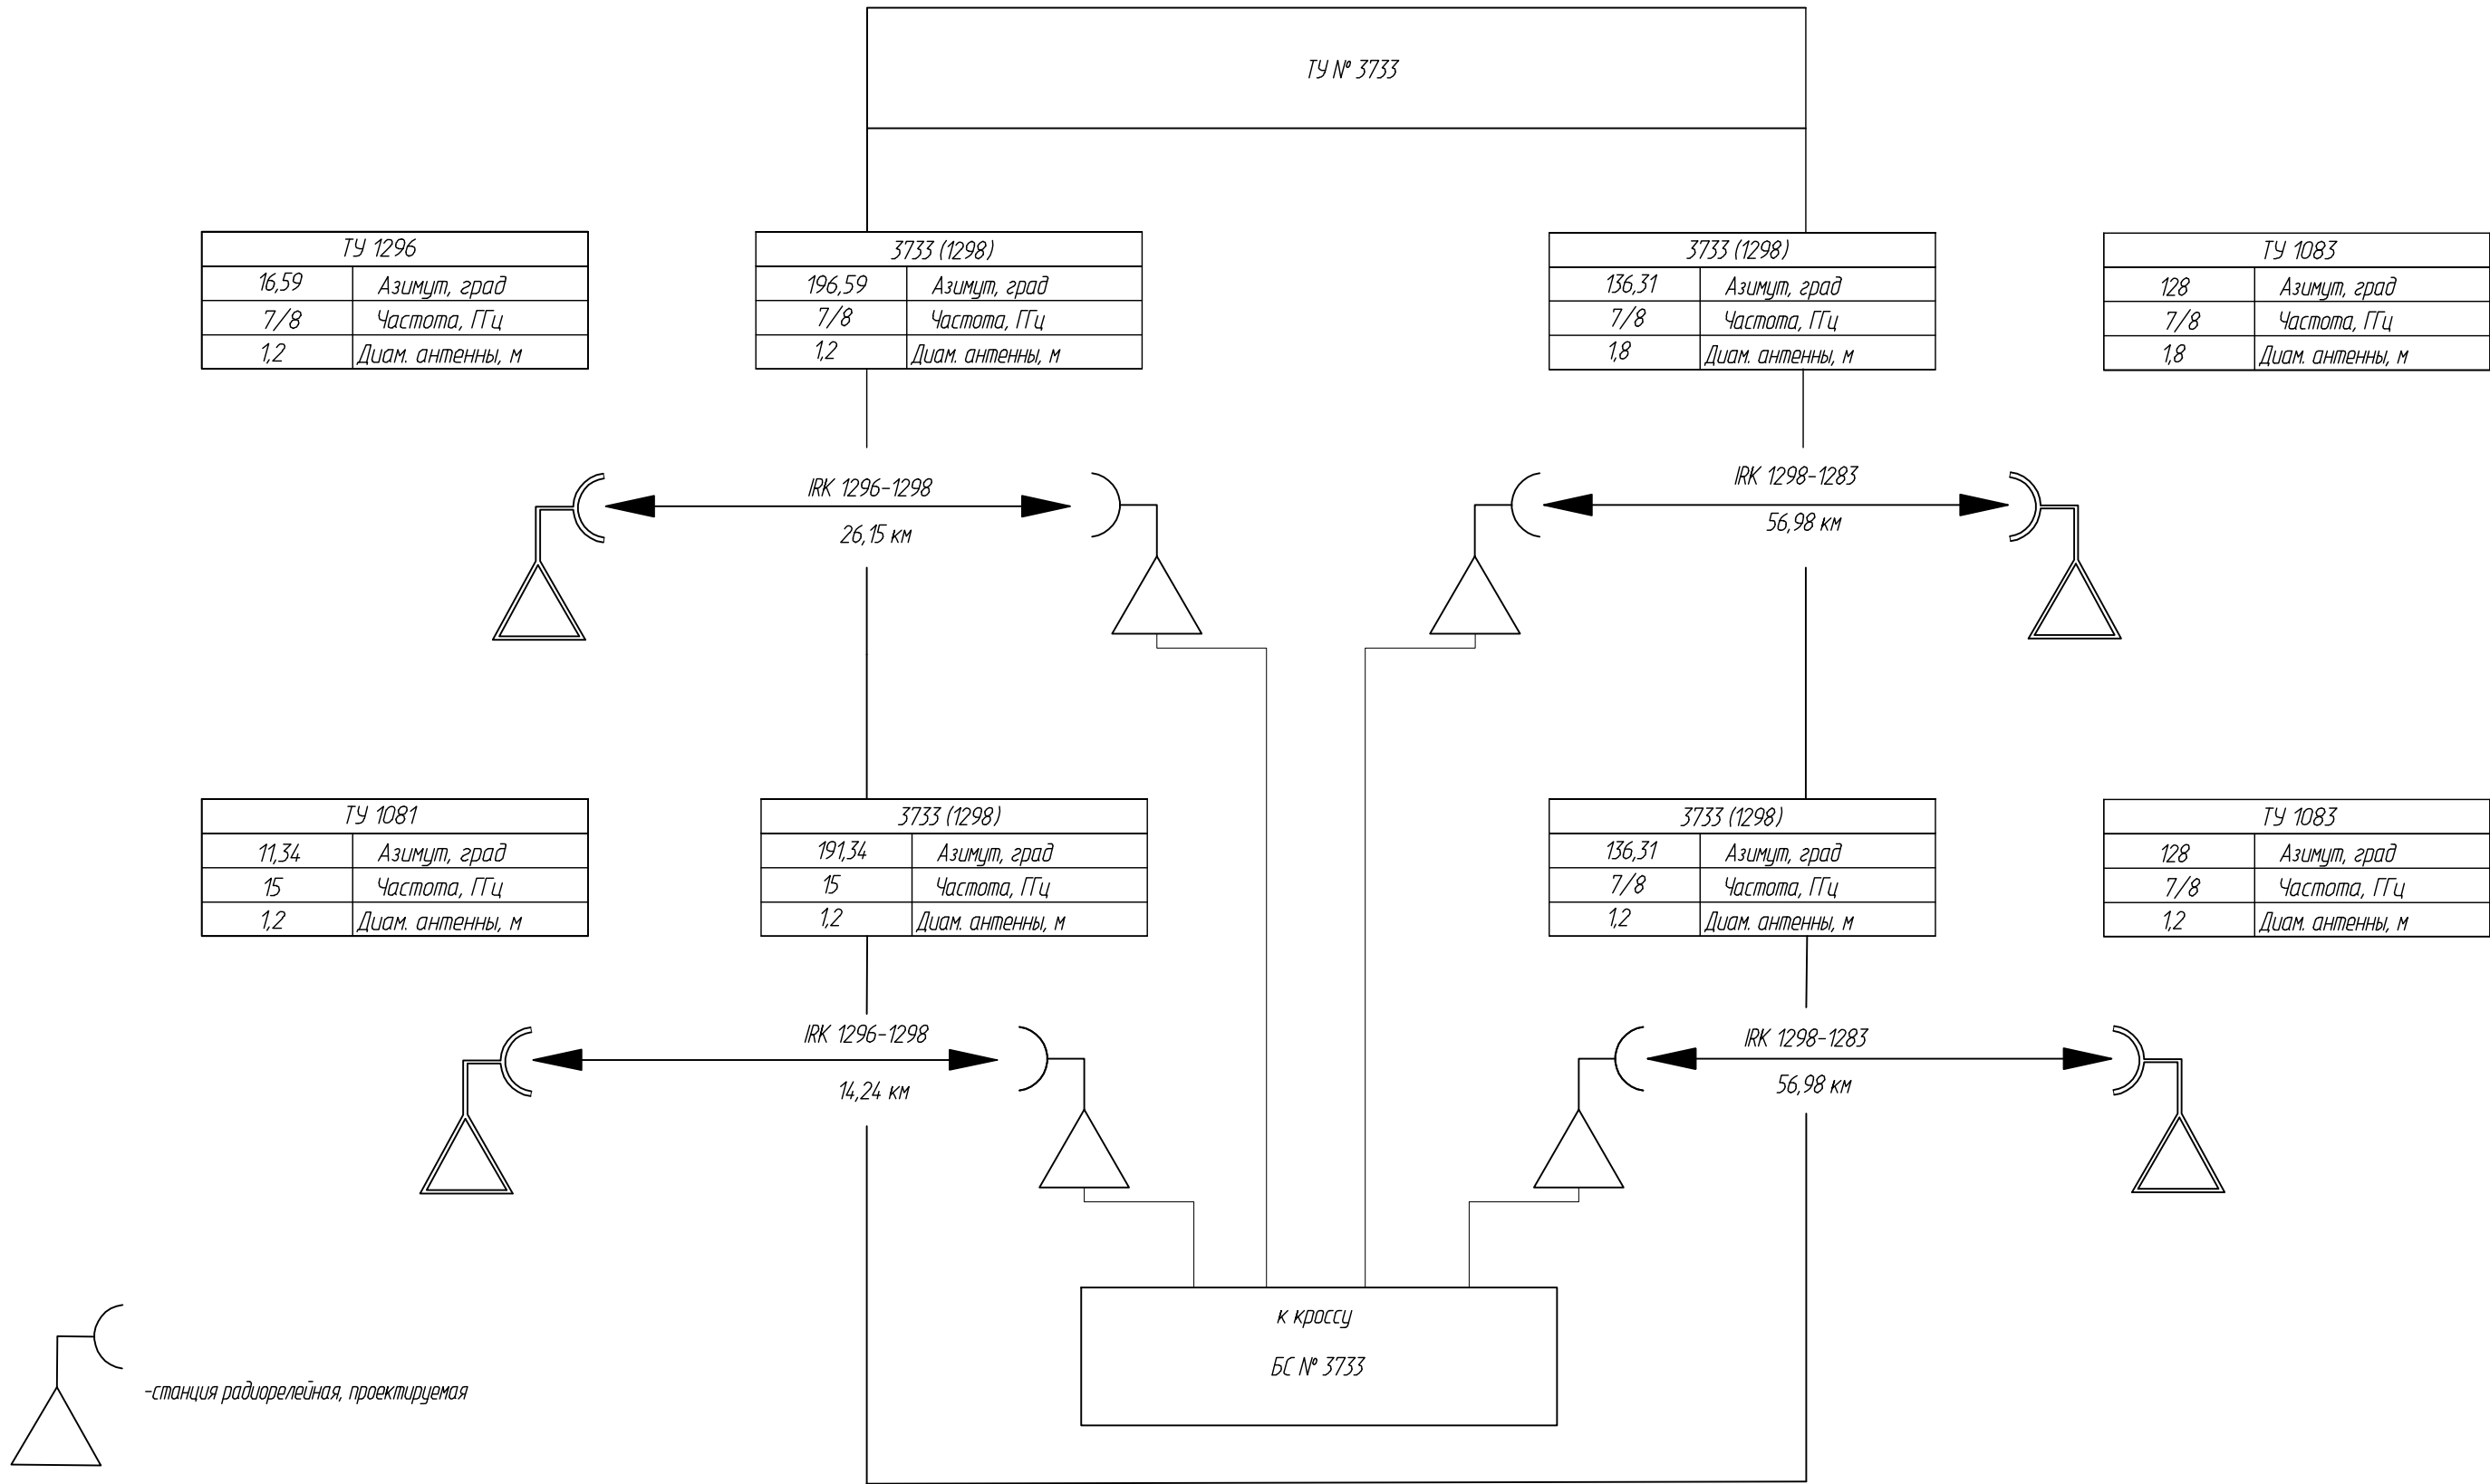 ТУ № 3733
ТУ 1296
16,59 Азимут, град
7/8 Частота, ГГц
1,2 Диам. антенны, м
3733 (1298)
196,59 Азимут, град
7/8 Частота, ГГц
1,2 Диам. антенны, м
3733 (1298)
136,31 Азимут, град
7/8 Частота, ГГц
1,8 Диам. антенны, м
ТУ 1083
128 Азимут, град
7/8 Частота, ГГц
1,8 Диам. антенны, м
IRK 1296-1298
26,15 км
IRK 1298-1283
56,98 км
ТУ 1081
11,34 Азимут, град
15 Частота, ГГц
1,2 Диам. антенны, м
3733 (1298)
191,34 Азимут, град
15 Частота, ГГц
1,2 Диам. антенны, м
3733 (1298)
136,31 Азимут, град
7/8 Частота, ГГц
1,2 Диам. антенны, м
ТУ 1083
128 Азимут, град
7/8 Частота, ГГц
1,2 Диам. антенны, м
IRK 1296-1298
14,24 км
IRK 1298-1283
56,98 км
к кроссу
БС № 3733
-станция радиорелейная, проектируемая